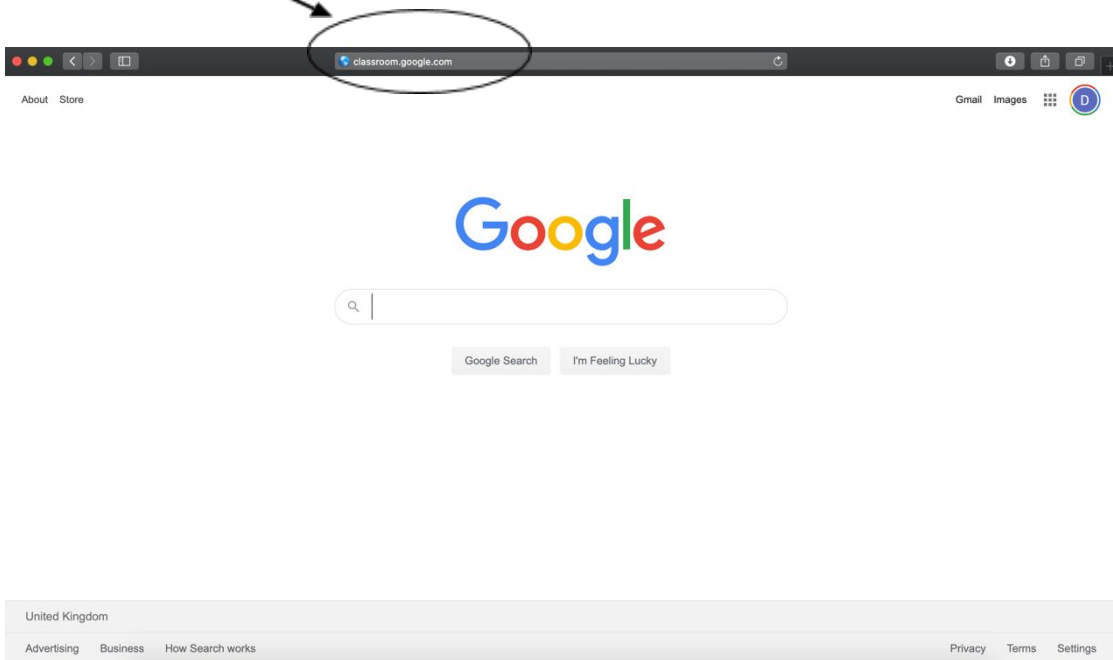 classroom.google.com
About Store Gmail Images D
Google
Google Search I'm Feeling Lucky
United Kingdom
Advertising Business How Search works Privacy Terms Settings